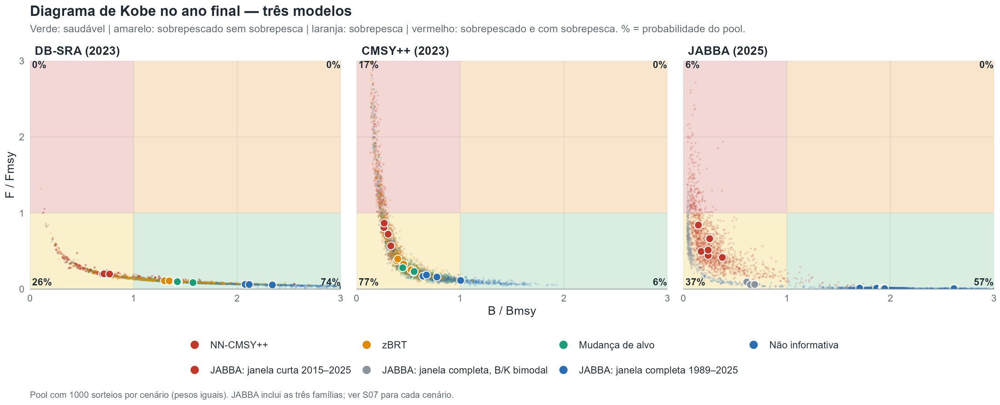 Diagrama de Kobe no ano final — três modelos
Verde: saudável | amarelo: sobrepescado sem sobrepesca | laranja: sobrepesca | vermelho: sobrepescado e com sobrepesca. % = probabilidade do pool.
DB-SRA (2023)
CMSY++ (2023)
JABBA (2025)
3
0%
0%
17%
0%
6%
0%
2
F / Fmsy
1
26%
74%
77%
6%
37%
57%
0
0
1
2
3
0
1
2
3
0
1
2
3
B / Bmsy
NN-CMSY++
zBRT
Mudança de alvo
Não informativa
JABBA: janela curta 2015–2025
JABBA: janela completa, B/K bimodal
JABBA: janela completa 1989–2025
Pool com 1000 sorteios por cenário (pesos iguais). JABBA inclui as três famílias; ver S07 para cada cenário.